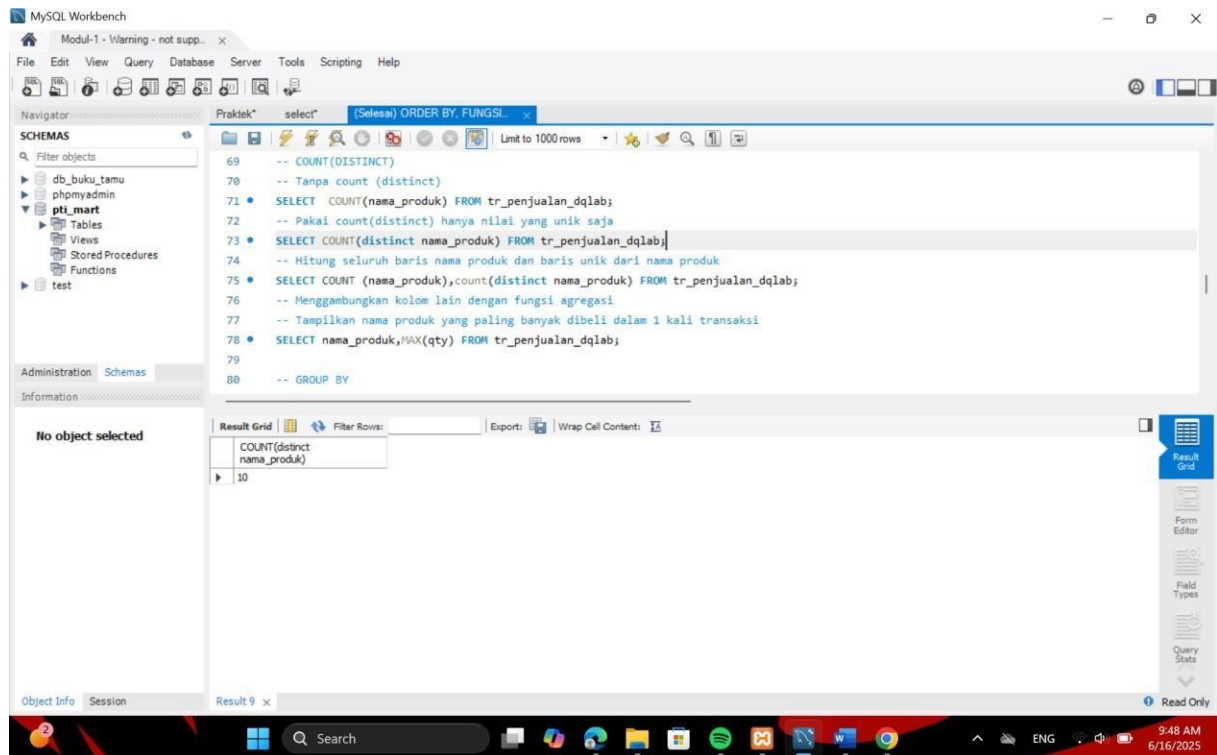 MySQL Workbench
Modul-1 - Warning - not supp..
File Edit View Query Database Server Tools Scripting Help
Navigator
SCHEMAS
Filter objects
db_buku_tamu
phpmyadmin
pti_mart
Tables
Views
Stored Procedures
Functions
test
Administration Schemas
Information
No object selected
Object Info Session
Praktek* select* (Selesai) ORDER BY, FUNGSI..
Limit to 1000 rows
69 -- COUNT(DISTINCT)
70 -- Tanpa count (distinct)
71 SELECT COUNT(nama_produk) FROM tr_penjualan_dqlab;
72 -- Pakai count(distinct) hanya nilai yang unik saja
73 SELECT COUNT(distinct nama_produk) FROM tr_penjualan_dqlab;
74 -- Hitung seluruh baris nama produk dan baris unik dari nama produk
75 SELECT COUNT (nama_produk),count(distinct nama_produk) FROM tr_penjualan_dqlab;
76 -- Menggambungkan kolom lain dengan fungsi agregasi
77 -- Tampilkan nama produk yang paling banyak dibeli dalam 1 kali transaksi
78 SELECT nama_produk,MAX(qty) FROM tr_penjualan_dqlab;
79
80 -- GROUP BY
Result Grid Filter Rows: Export: Wrap Cell Content:
COUNT(distinct
nama_produk)
10
Result
Grid
Form
Editor
Field
Types
Query
Stats
Result 9
Read Only
2
Search
ENG
9:48 AM
6/16/2025